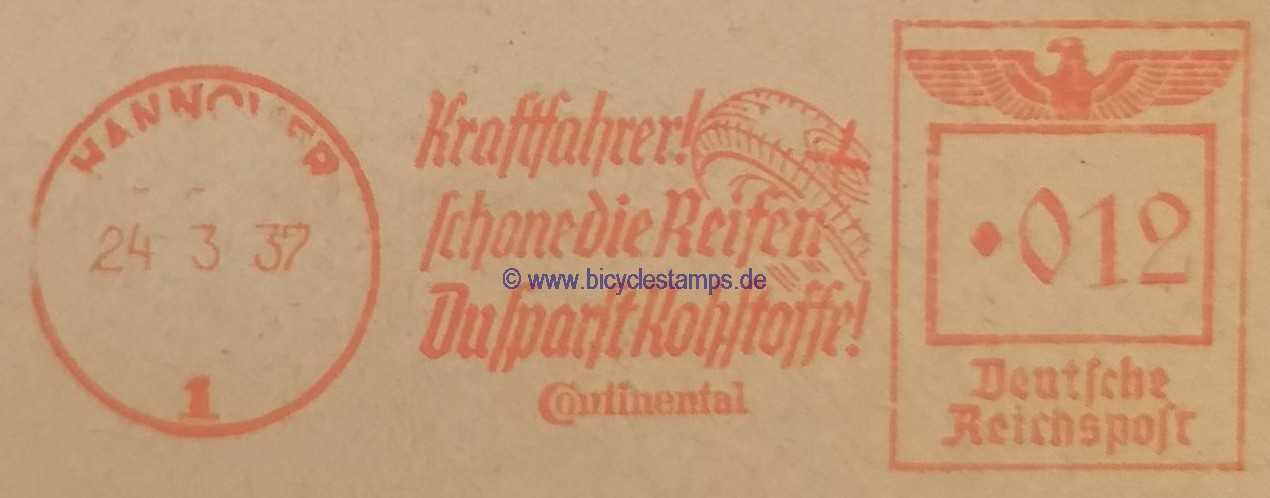 HANNOVER
24 3 37
1
Kraftfahrer!
schone die Reifen
Du sparst Rohstoffe!
Continental
© www.bicyclestamps.de
·012
Deutsche
Reichspost